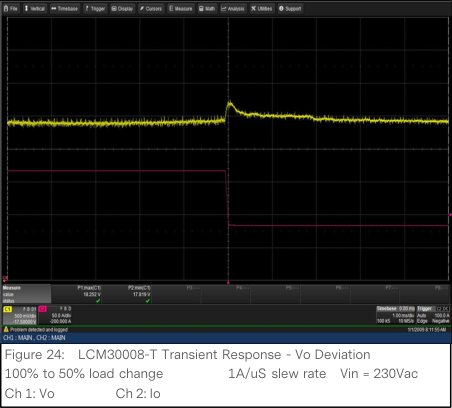 File Vertical Timebase Trigger Display Cursors Measure Math Analysis Utilities Support
Measure P1:max(C1) P2:min(C1) P3:--- P4:--- P5:--- P6:--- P7:--- P8:---
value 18.252 V 17.819 V
status
C1 C2 Timebase 0.00 ms Trigger
500 mV/div 50.0 A/div 1.00 ms/div Auto 100.0 A
-17.50000 V -200.000 A 100 kS 10 MS/s Edge Negative
Problem detected and logged 1/1/2000 8:11:55 AM
CH1 : MAIN , CH2 : MAIN
Figure 24: LCM30008-T Transient Response - Vo Deviation
100% to 50% load change 1A/uS slew rate Vin = 230Vac
Ch 1: Vo Ch 2: Io